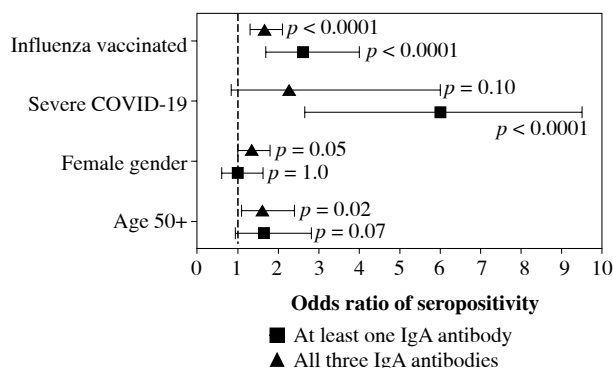 Influenza vaccinated
p < 0.0001
p < 0.0001
Severe COVID-19
p = 0.10
p < 0.0001
Female gender
p = 0.05
p = 1.0
Age 50+
p = 0.02
p = 0.07
0 1 2 3 4 5 6 7 8 9 10
Odds ratio of seropositivity
At least one IgA antibody
All three IgA antibodies